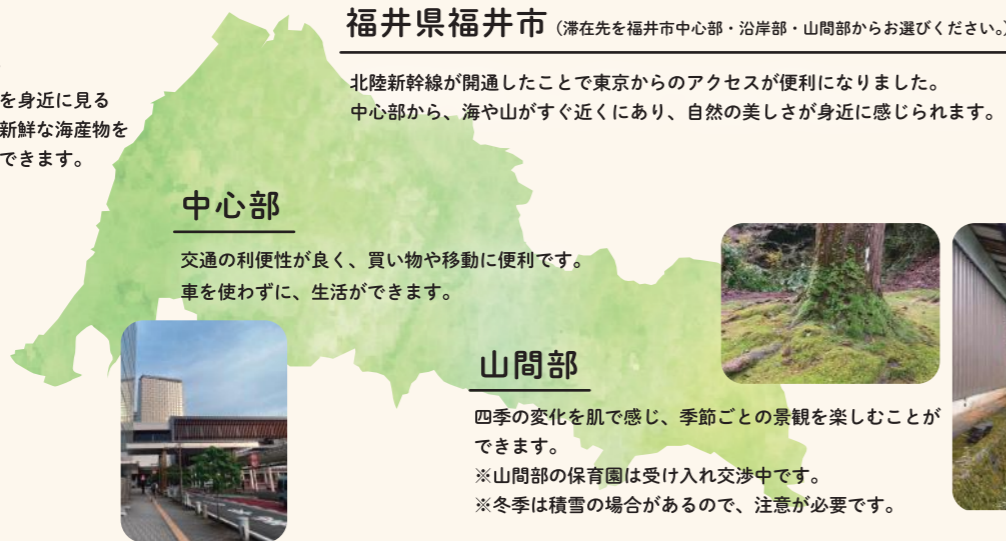 福井県福井市 (滞在先を福井市中心部・沿岸部・山間部からお選びください。)
北陸新幹線が開通したことで東京からのアクセスが便利になりました。
中心部から、海や山がすぐ近くにあり、自然の美しさが身近に感じられます。
を身近に見る
新鮮な海産物を
できます。
中心部
交通の利便性が良く、買い物や移動に便利です。
車を使わずに、生活ができます。
山間部
四季の変化を肌で感じ、季節ごとの景観を楽しむことが
できます。
※山間部の保育園は受け入れ交渉中です。
※冬季は積雪の場合があるので、注意が必要です。